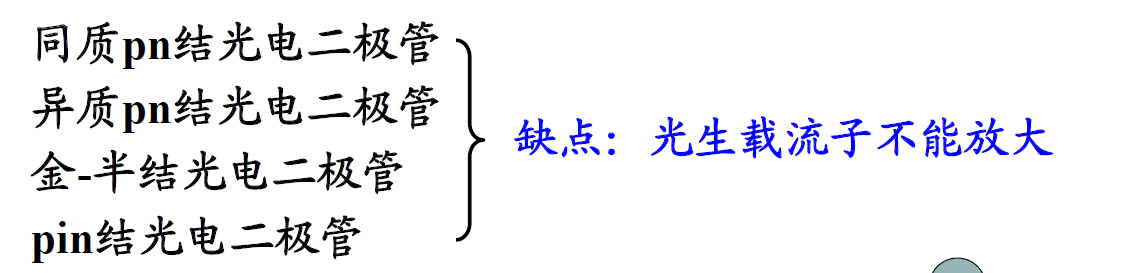 同质pn结光电二极管
异质pn结光电二极管
金-半结光电二极管
pin结光电二极管
缺点：光生载流子不能放大